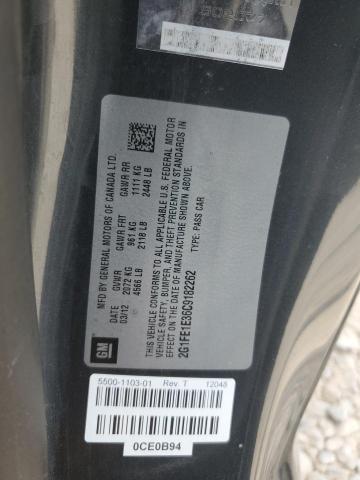 MFD BY GENERAL MOTORS OF CANADA LTD.
03/12 GVWR GAWR FRT GAWR RR
2072 KG 961 KG 1111 KG
4568 LB 2118 LB 2448 LB
THIS VEHICLE CONFORMS TO ALL APPLICABLE U.S. FEDERAL MOTOR
VEHICLE SAFETY, BUMPER, AND THEFT PREVENTION STANDARDS IN
EFFECT ON THE DATE OF MANUFACTURE SHOWN ABOVE.
2G1FE1E36C9182262 TYPE: PASS CAR
GM
5500-1103-01 Rev. T 12048
0CE0B94